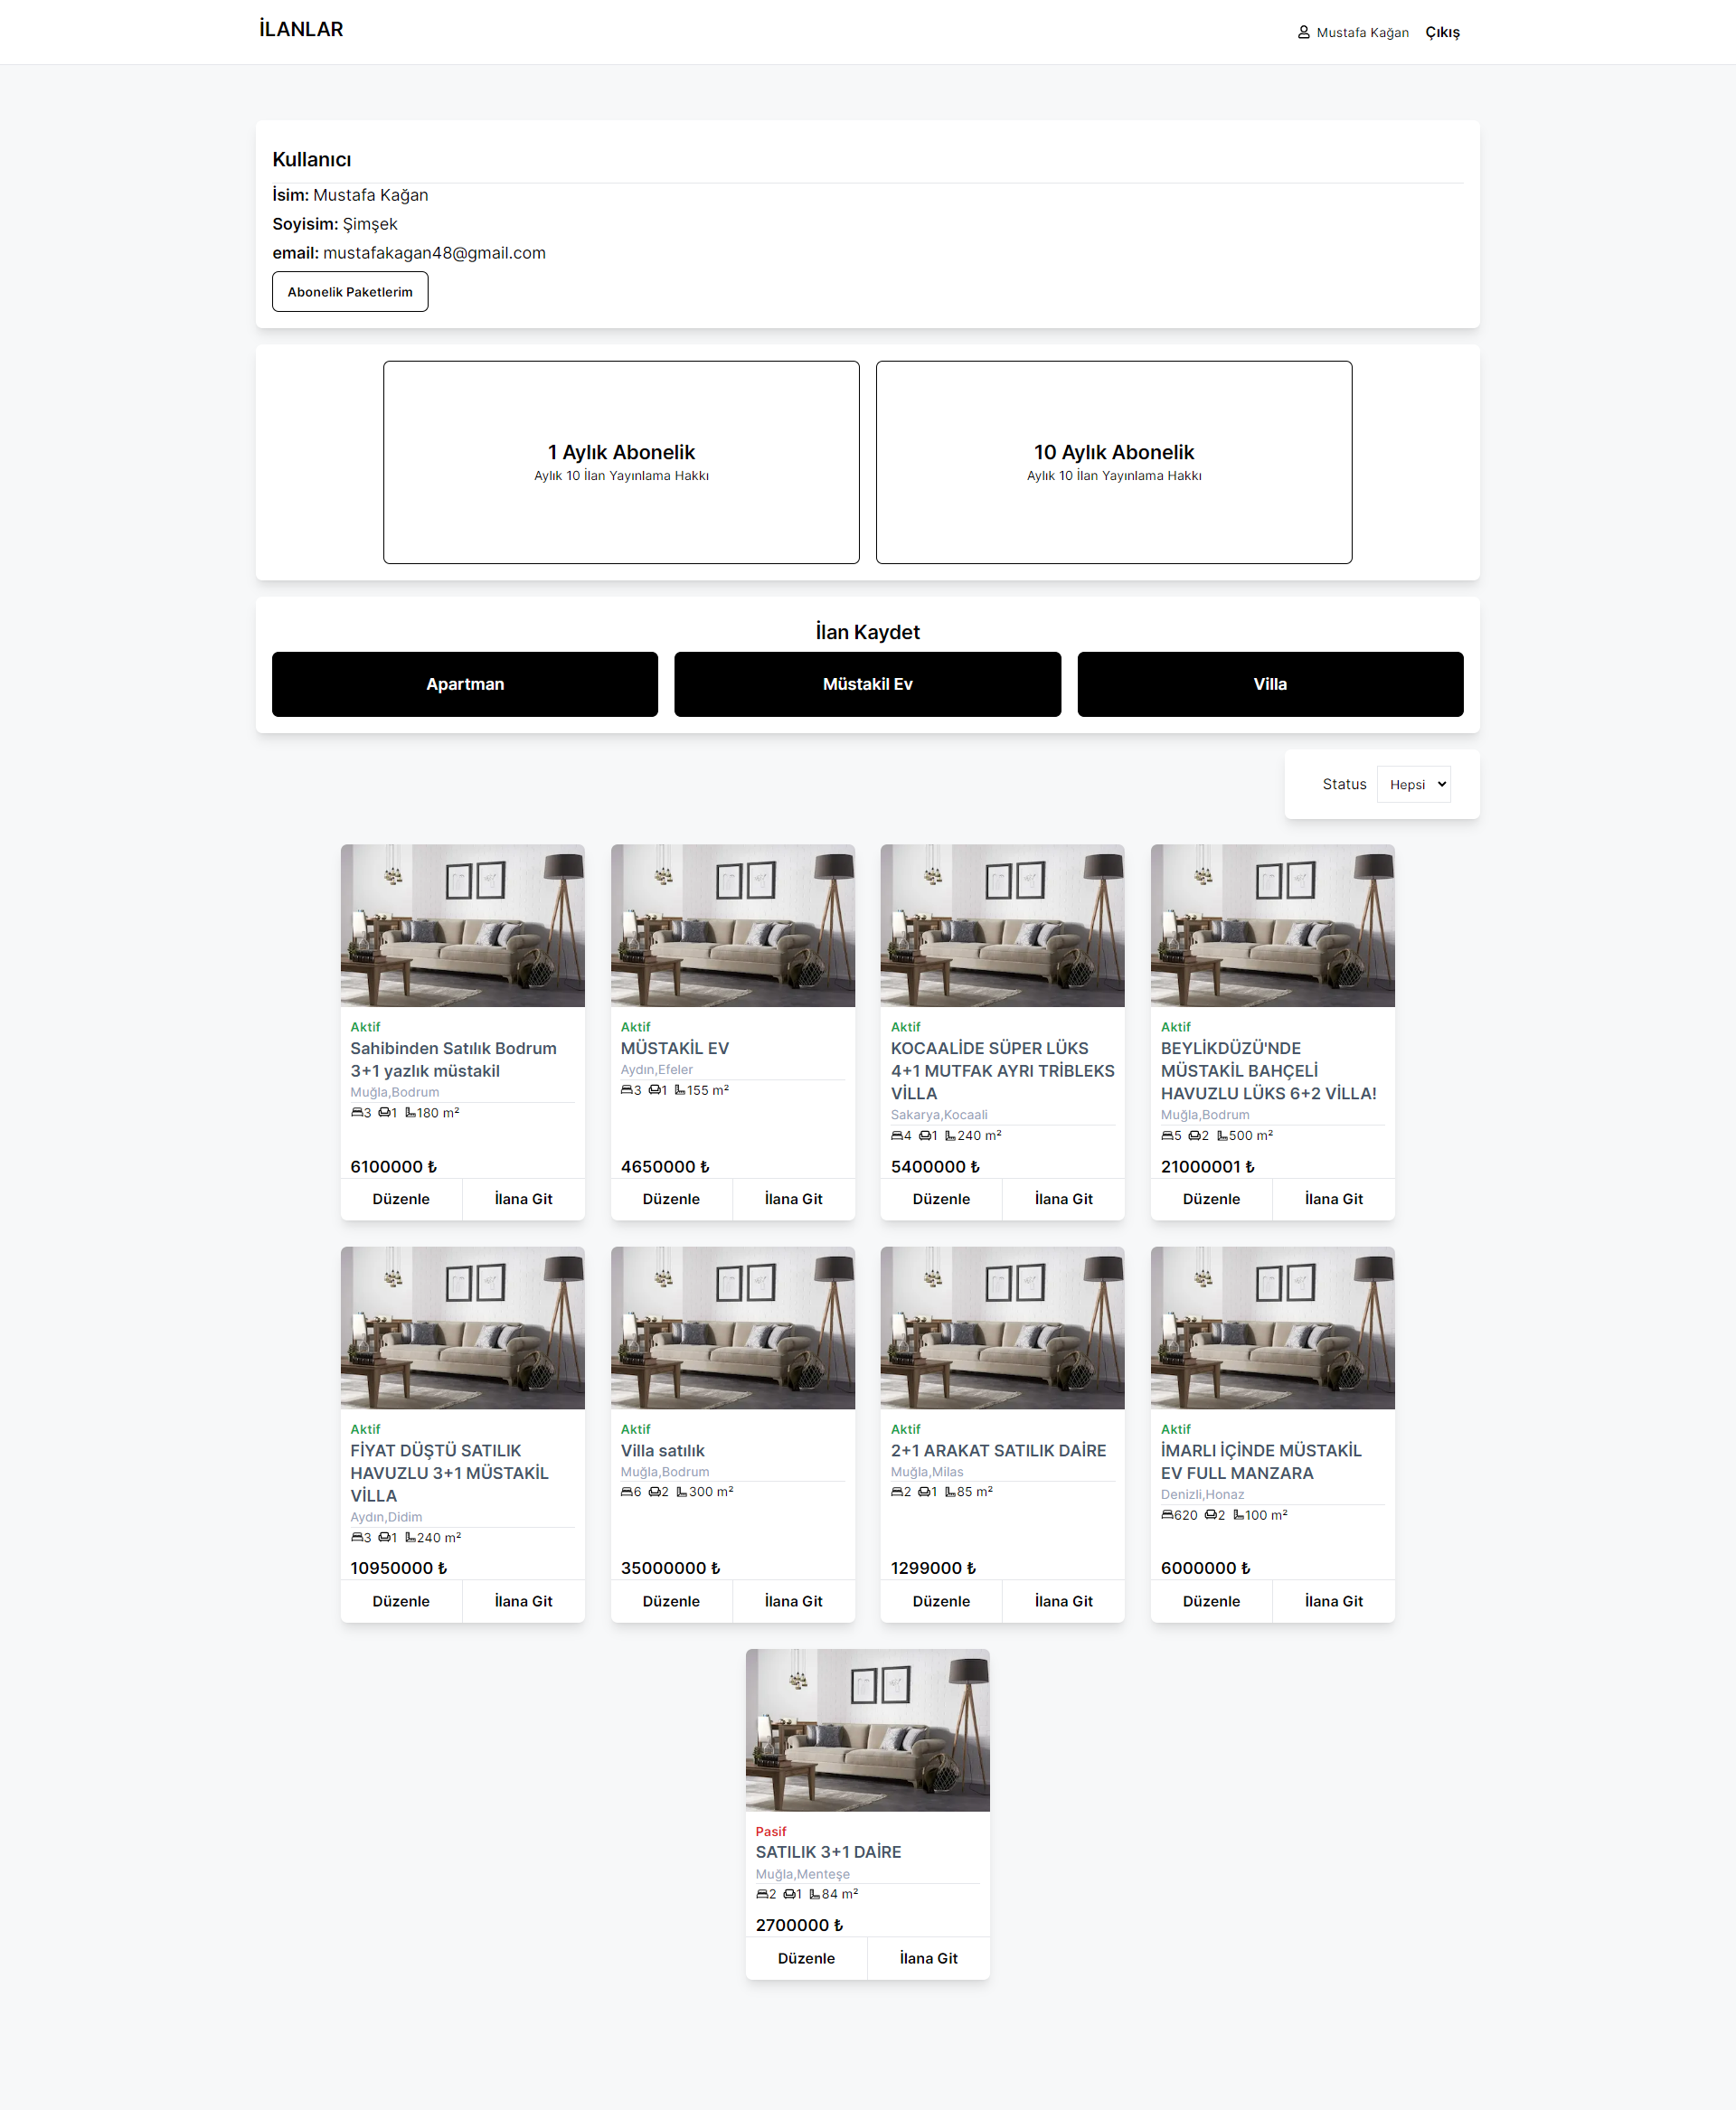 İLANLAR
Mustafa Kağan Çıkış
Kullanıcı
İsim: Mustafa Kağan
Soyisim: Şimşek
email: mustafakagan48@gmail.com
Abonelik Paketlerim
1 Aylık Abonelik
Aylık 10 İlan Yayınlama Hakkı
10 Aylık Abonelik
Aylık 10 İlan Yayınlama Hakkı
İlan Kaydet
Apartman
Müstakil Ev
Villa
Status Hepsi
Aktif
Sahibinden Satılık Bodrum
3+1 yazlık müstakil
Muğla,Bodrum
3 1 180 m²
6100000 ₺
Düzenle İlana Git
Aktif
MÜSTAKİL EV
Aydın,Efeler
3 1 155 m²
4650000 ₺
Düzenle İlana Git
Aktif
KOCAALİDE SÜPER LÜKS
4+1 MUTFAK AYRI TRİBLEKS
VİLLA
Sakarya,Kocaali
4 1 240 m²
5400000 ₺
Düzenle İlana Git
Aktif
BEYLİKDÜZÜ'NDE
MÜSTAKİL BAHÇELİ
HAVUZLU LÜKS 6+2 VİLLA!
Muğla,Bodrum
5 2 500 m²
21000001 ₺
Düzenle İlana Git
Aktif
FİYAT DÜŞTÜ SATILIK
HAVUZLU 3+1 MÜSTAKİL
VİLLA
Aydın,Didim
3 1 240 m²
10950000 ₺
Düzenle İlana Git
Aktif
Villa satılık
Muğla,Bodrum
6 2 300 m²
35000000 ₺
Düzenle İlana Git
Aktif
2+1 ARAKAT SATILIK DAİRE
Muğla,Milas
2 1 85 m²
1299000 ₺
Düzenle İlana Git
Aktif
İMARLI İÇİNDE MÜSTAKİL
EV FULL MANZARA
Denizli,Honaz
620 2 100 m²
6000000 ₺
Düzenle İlana Git
Pasif
SATILIK 3+1 DAİRE
Muğla,Menteşe
2 1 84 m²
2700000 ₺
Düzenle İlana Git